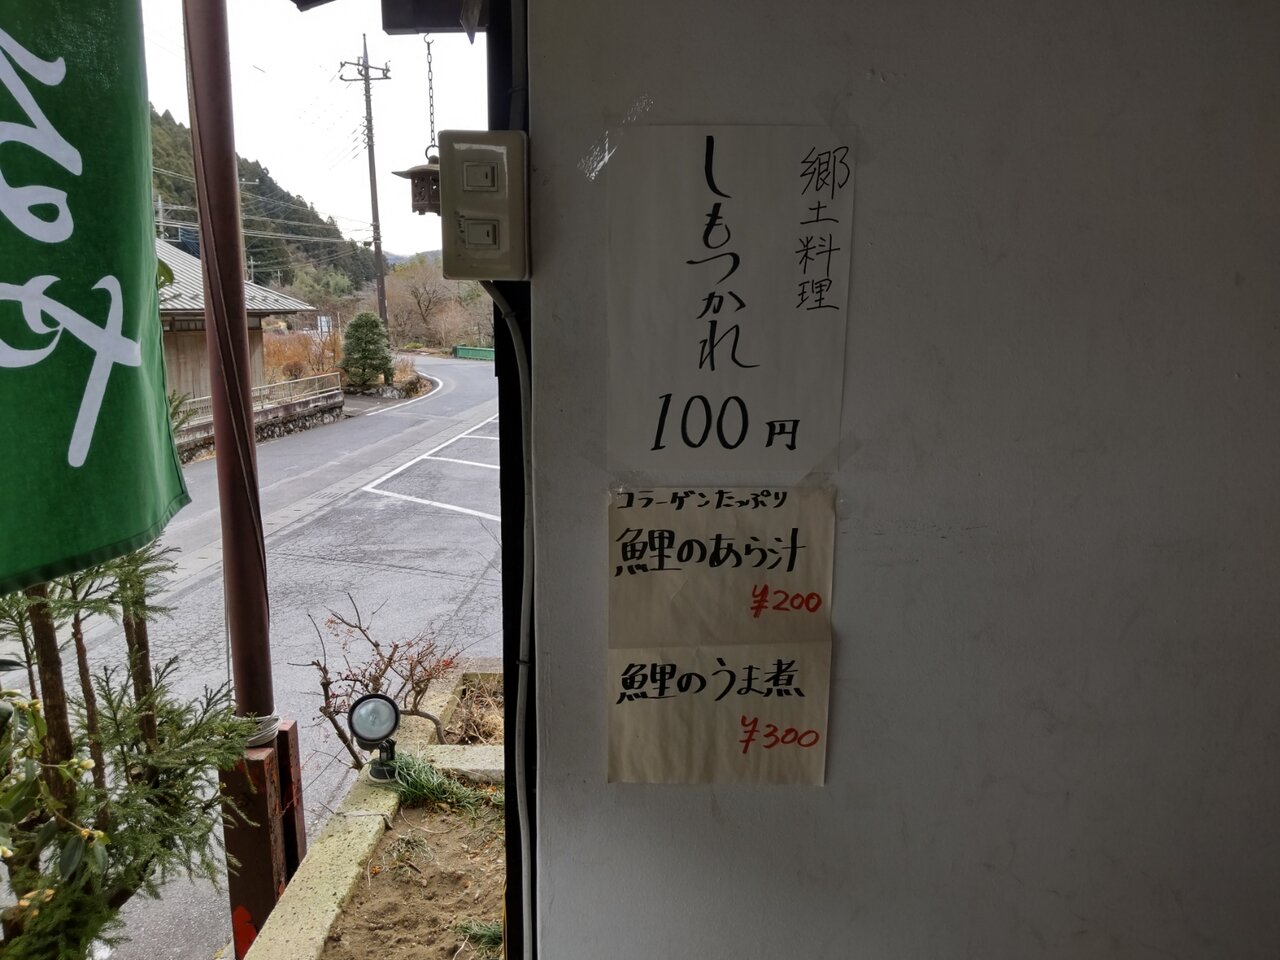 郷土料理
しもつかれ
100円
コラーゲンたっぷり
鯉のあら汁
¥200
鯉のうま煮
¥300